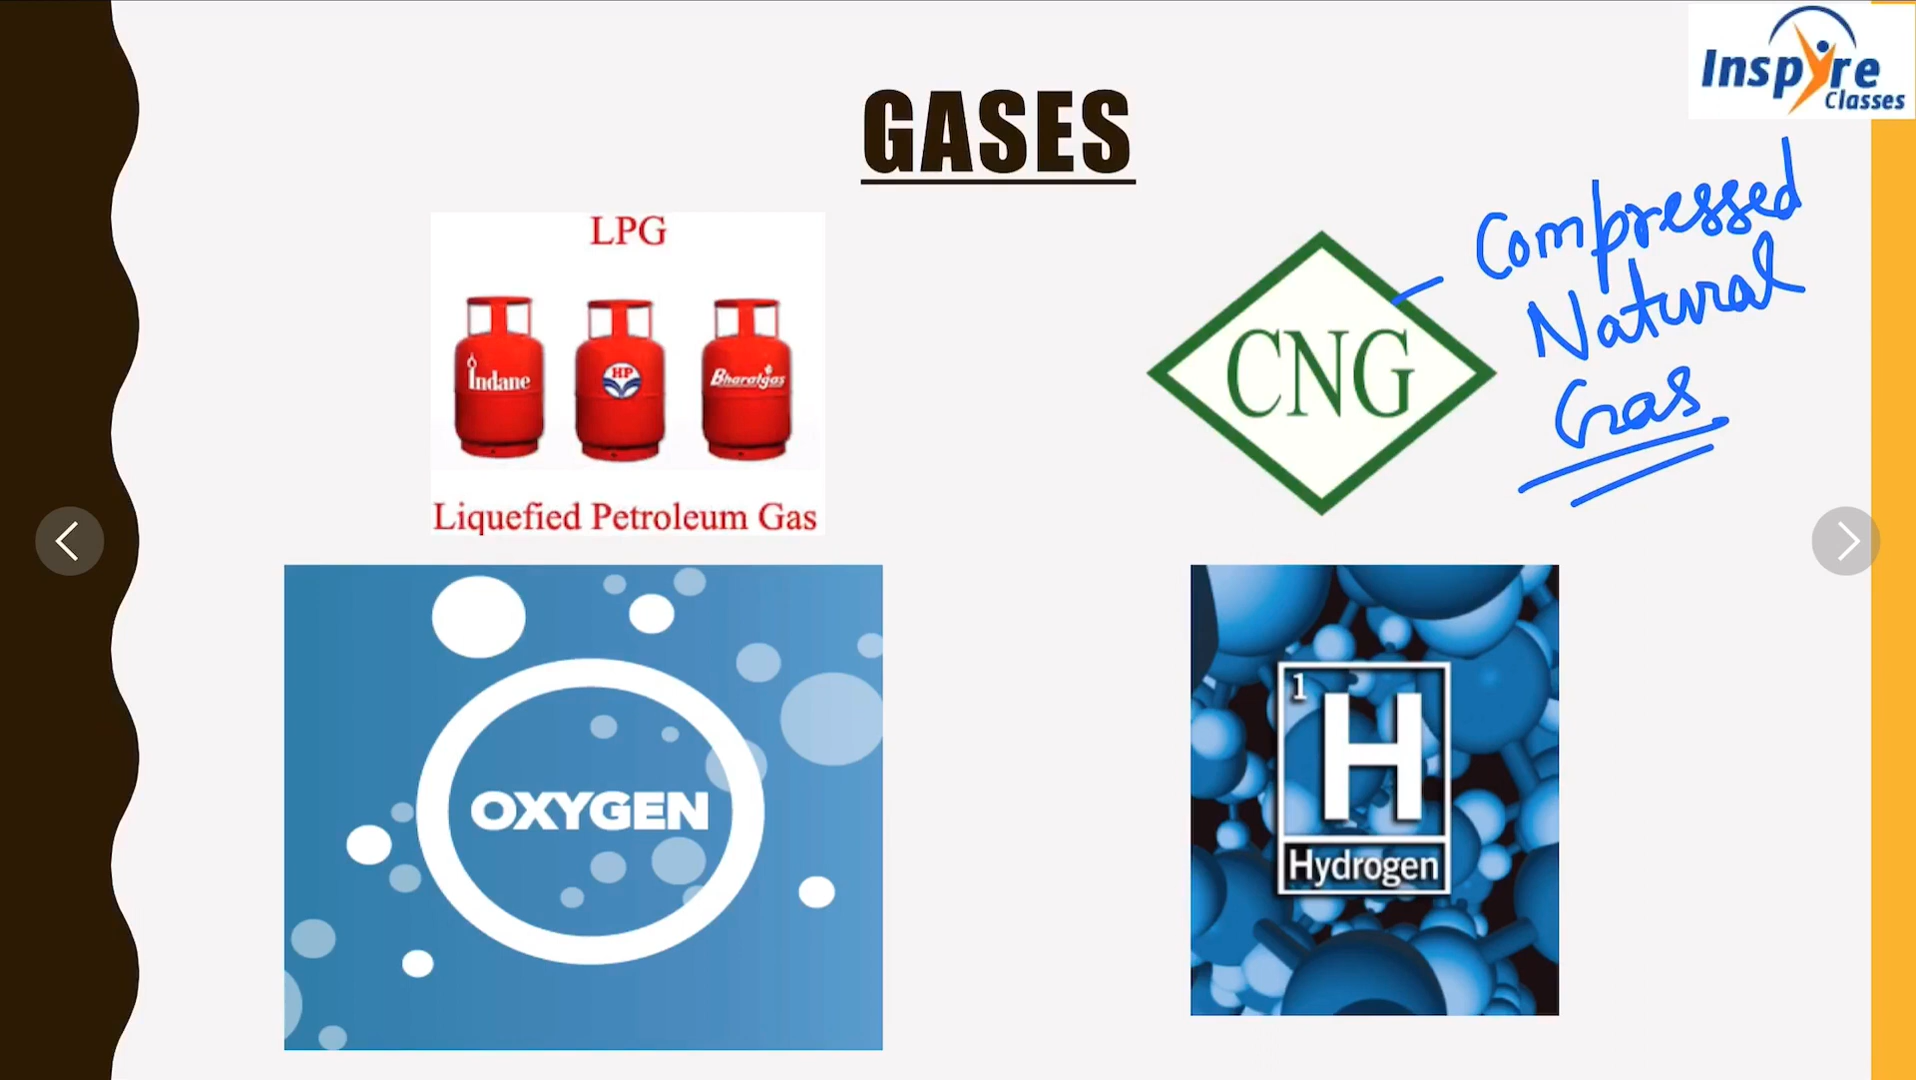 Inspyre
Classes
GASES
LPG
Indane
HP
Bharatgas
Liquefied Petroleum Gas
CNG
Compressed
Natural
Gas
OXYGEN
1
H
Hydrogen